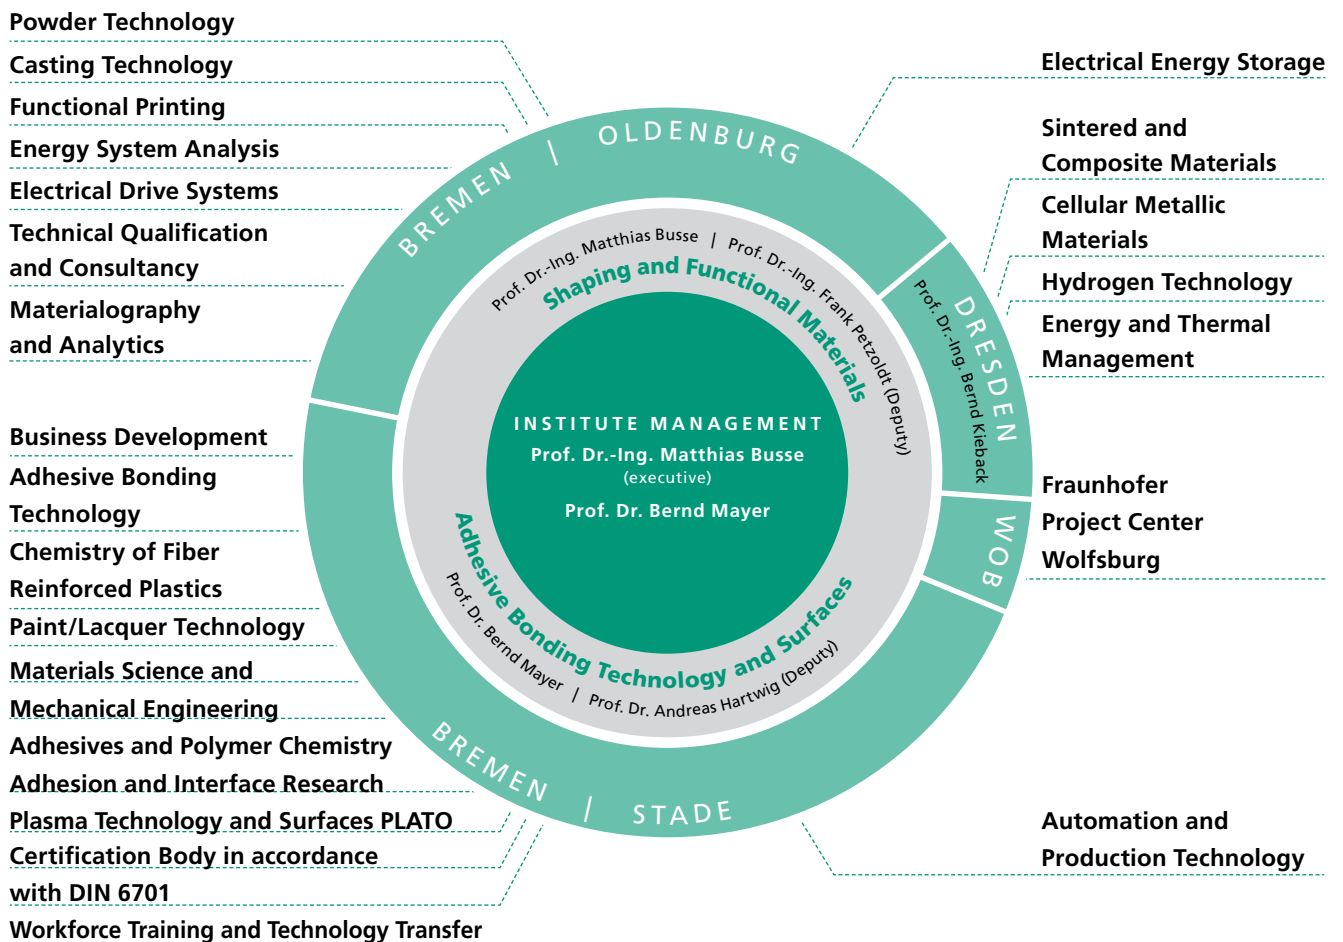 Powder Technology
Casting Technology
Functional Printing
Energy System Analysis
Electrical Drive Systems
Technical Qualification
and Consultancy
Materialography
and Analytics
Business Development
Adhesive Bonding
Technology
Chemistry of Fiber
Reinforced Plastics
Paint/Lacquer Technology
Materials Science and
Mechanical Engineering
Adhesives and Polymer Chemistry
Adhesion and Interface Research
Plasma Technology and Surfaces PLATO
Certification Body in accordance
with DIN 6701
Workforce Training and Technology Transfer
BREMEN | OLDENBURG
Prof. Dr.-Ing. Matthias Busse | Prof. Dr.-Ing. Frank Petzoldt (Deputy)
Shaping and Functional Materials
INSTITUTE MANAGEMENT
Prof. Dr.-Ing. Matthias Busse
(executive)
Prof. Dr. Bernd Mayer
Adhesive Bonding Technology and Surfaces
Prof. Dr. Bernd Mayer | Prof. Dr. Andreas Hartwig (Deputy)
BREMEN | STADE
DRESDEN
Prof. Dr.-Ing. Bernd Kieback
WOB
Electrical Energy Storage
Sintered and
Composite Materials
Cellular Metallic
Materials
Hydrogen Technology
Energy and Thermal
Management
Fraunhofer
Project Center
Wolfsburg
Automation and
Production Technology